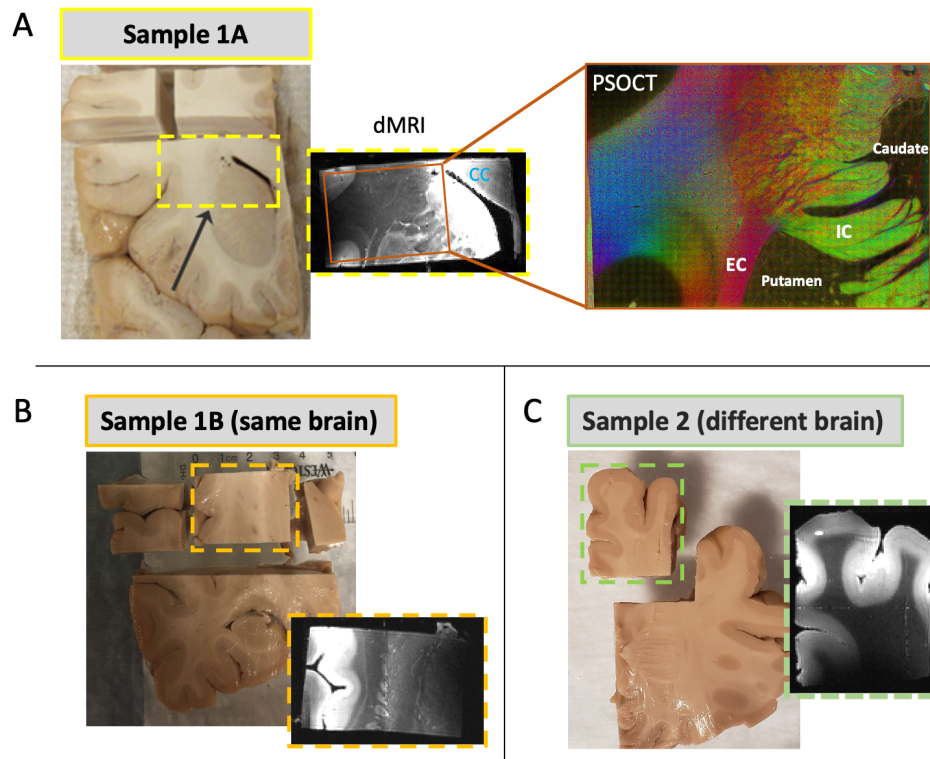 A
Sample 1A
dMRI
CC
PSOCT
Caudate
IC
EC
Putamen
B
Sample 1B (same brain)
0 1cm 2 3 4 5
C
Sample 2 (different brain)